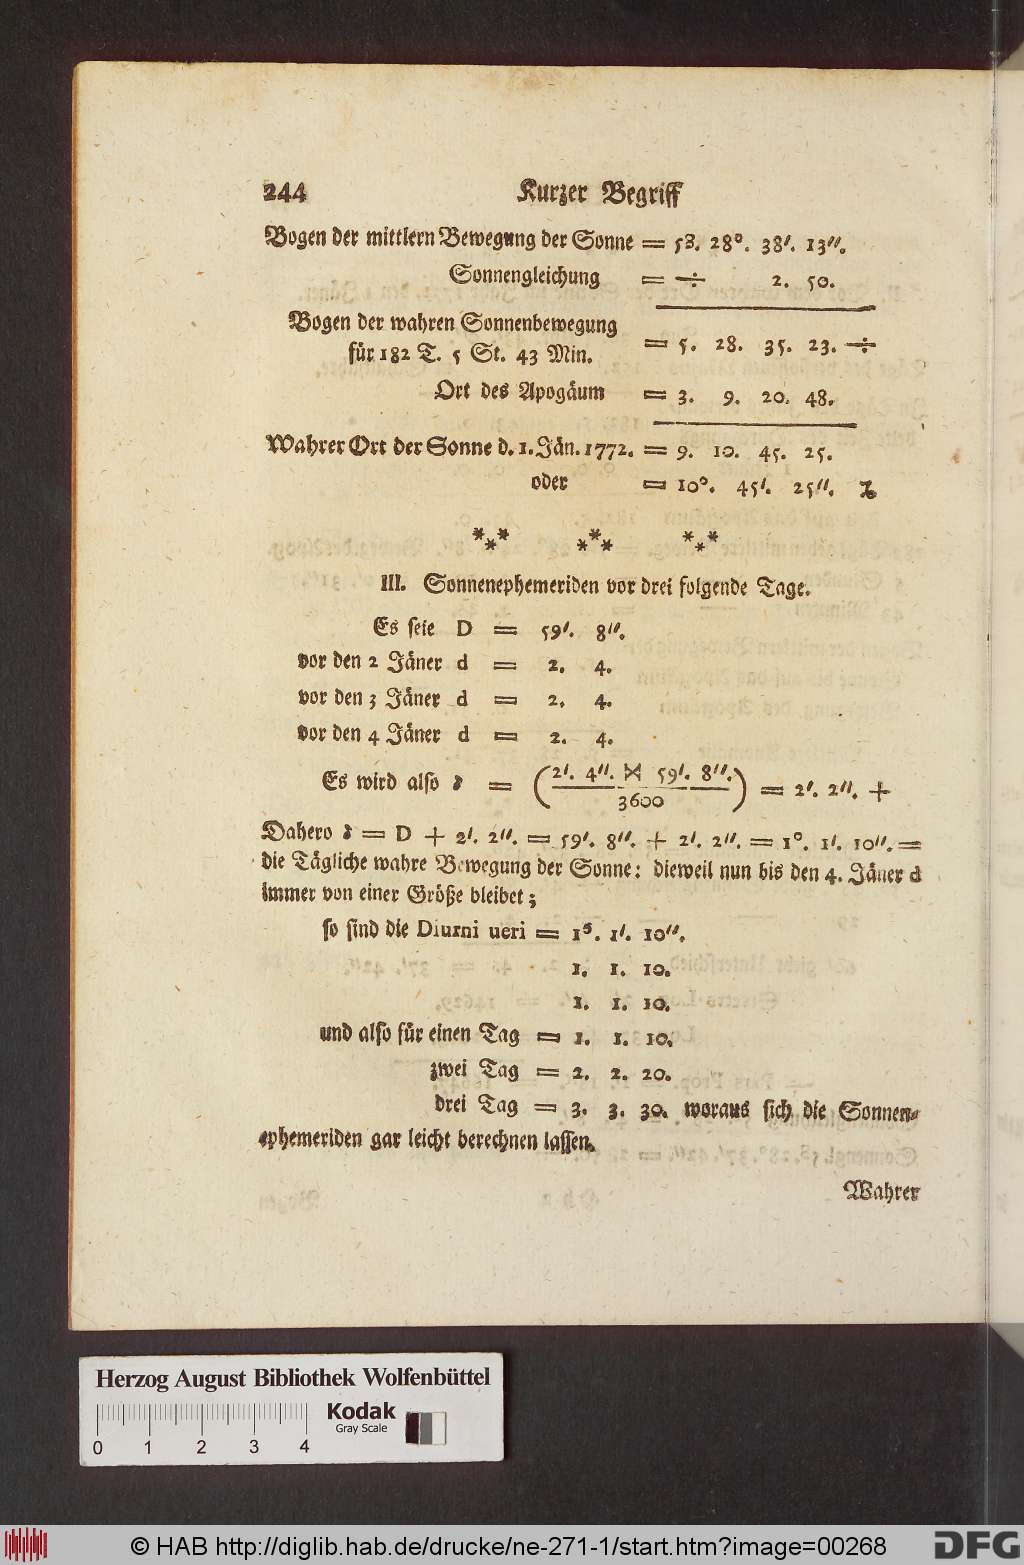 244 Kurzer Begriff
Bogen der mittlern Bewegung der Sonne = 5ᶻ. 28°. 38′. 13″.
Sonnengleichung = ÷ 2. 50.
Bogen der wahren Sonnenbewegung
für 182 T. 5 St. 43 Min. = 5. 28. 35. 23. ÷
Ort des Apogäum = 3. 9. 20. 48.
Wahrer Ort der Sonne d. 1. Jän. 1772. = 9. 10. 45. 25.
oder = 10°. 45′. 25″. ♑
*** *** ***
III. Sonnenephemeriden vor drei folgende Tage.
Es seie D = 59′. 8″.
vor den 2 Jäner d = 2. 4.
vor den 3 Jäner d = 2. 4.
vor den 4 Jäner d = 2. 4.
Es wird also δ = (2′. 4″. ⋈ 59′. 8″. / 3600) = 2′. 2″. +
Dahero δ = D + 2′. 2″. = 59′. 8″. + 2′. 2″. = 1°. 1′. 10″. =
die Tägliche wahre Bewegung der Sonne: dieweil nun bis den 4. Jäner d
immer von einer Größe bleibet;
so sind die Diurni ueri = 1ˢ. 1′. 10″.
1. 1. 10.
1. 1. 10.
und also für einen Tag = 1. 1. 10.
zwei Tag = 2. 2. 20.
drei Tag = 3. 3. 30. woraus sich die Sonnen-
ephemeriden gar leicht berechnen lassen.
Wahrer
Herzog August Bibliothek Wolfenbüttel
Kodak
Gray Scale
0 1 2 3 4
© HAB http://diglib.hab.de/drucke/ne-271-1/start.htm?image=00268
DFG